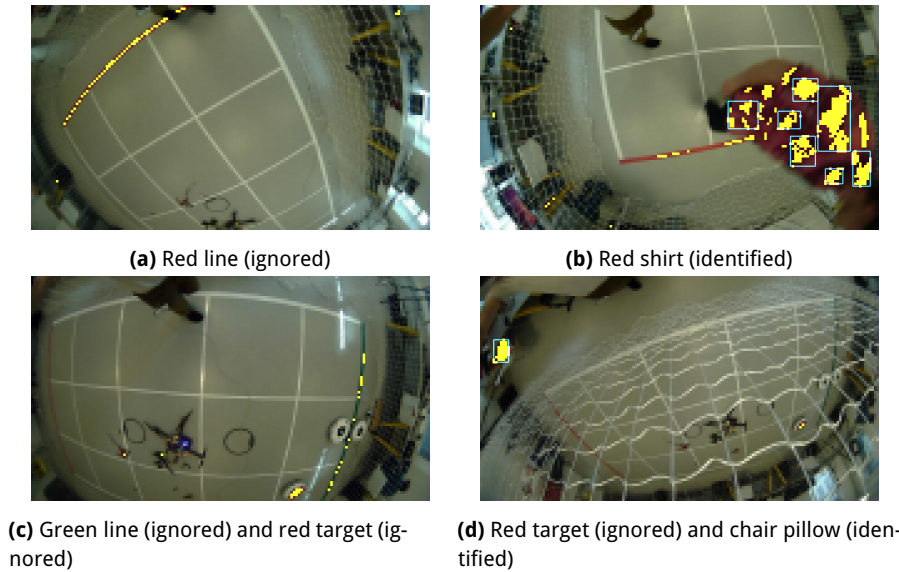 (a) Red line (ignored)
(b) Red shirt (identified)
(c) Green line (ignored) and red target (ig-
nored)
(d) Red target (ignored) and chair pillow (iden-
tified)